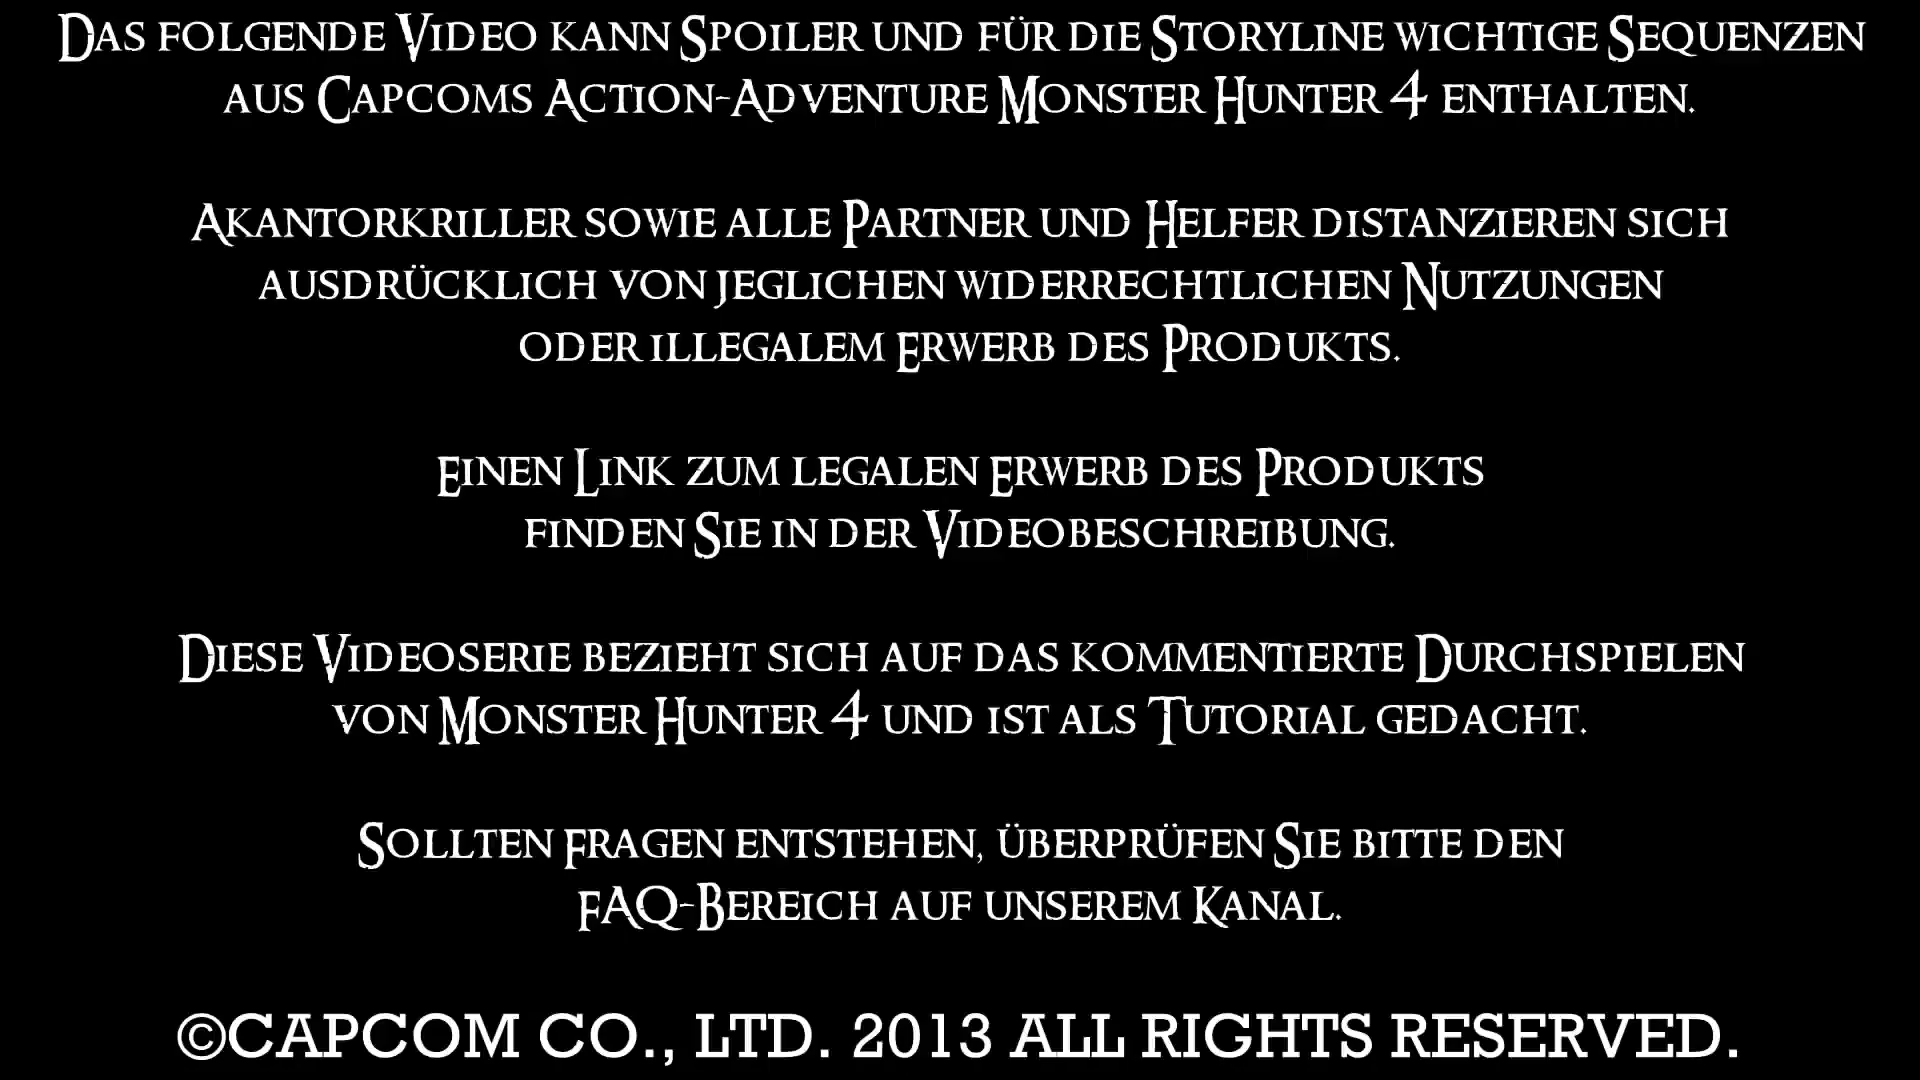 Das folgende Video kann Spoiler und für die Storyline wichtige Sequenzen
aus Capcoms Action-Adventure Monster Hunter 4 enthalten.
Akantorkriller sowie alle Partner und Helfer distanzieren sich
ausdrücklich von jeglichen widerrechtlichen Nutzungen
oder illegalem Erwerb des Produkts.
Einen Link zum legalen Erwerb des Produkts
finden Sie in der Videobeschreibung.
Diese Videoserie bezieht sich auf das kommentierte Durchspielen
von Monster Hunter 4 und ist als Tutorial gedacht.
Sollten Fragen entstehen, überprüfen Sie bitte den
FAQ-Bereich auf unserem Kanal.
©CAPCOM CO., LTD. 2013 ALL RIGHTS RESERVED.